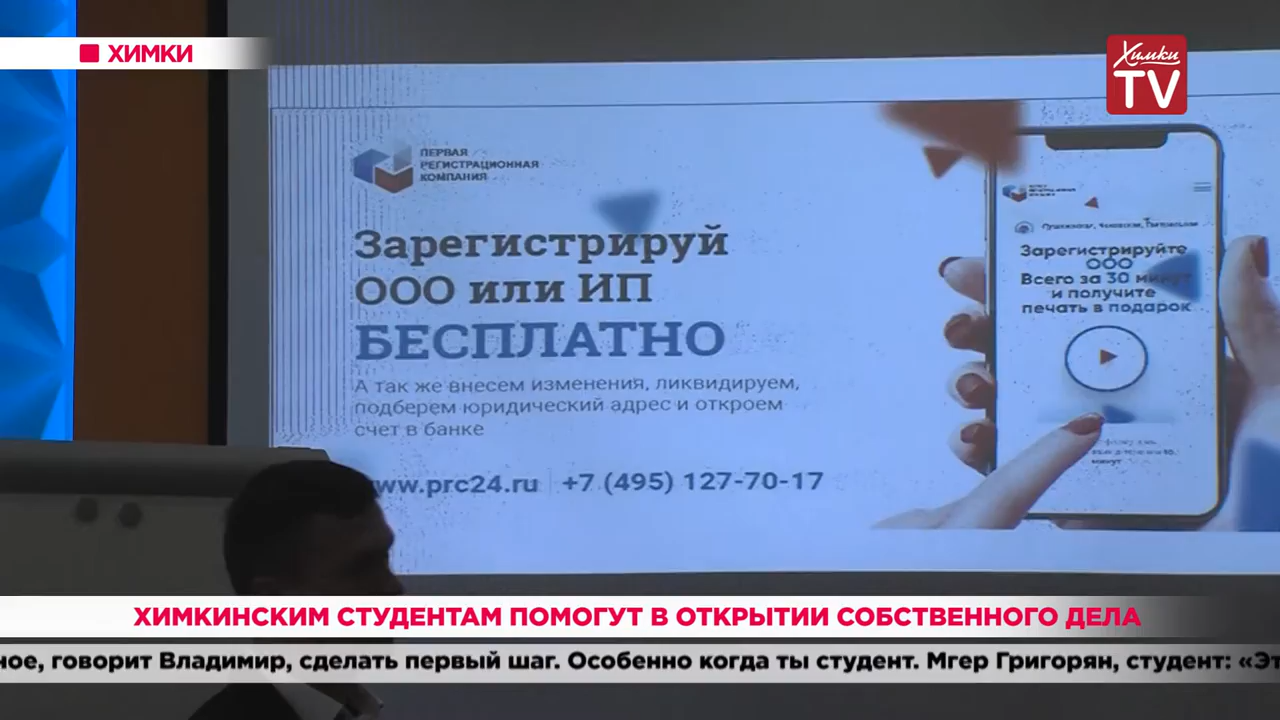 ХИМКИ
Химки
TV
ПЕРВАЯ
РЕГИСТРАЦИОННАЯ
КОМПАНИЯ
Зарегистрируй
ООО или ИП
БЕСПЛАТНО
А так же внесем изменения, ликвидируем,
подберем юридический адрес и откроем
счет в банке
www.prc24.ru | +7 (495) 127-70-17
Зарегистрируйте
ООО
Всего за 30 минут
и получите
печать в подарок
минут
ХИМКИНСКИМ СТУДЕНТАМ ПОМОГУТ В ОТКРЫТИИ СОБСТВЕННОГО ДЕЛА
ное, говорит Владимир, сделать первый шаг. Особенно когда ты студент. Мгер Григорян, студент: «Эт